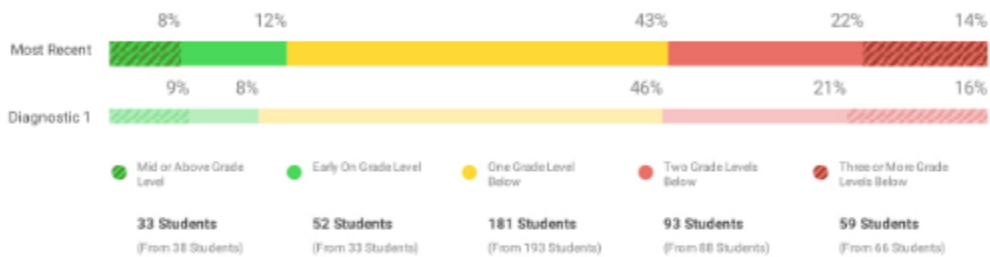 8% 12% 43% 22% 14%
Most Recent
9% 8% 46% 21% 16%
Diagnostic 1
Mid or Above Grade
Level
Early On Grade Level
One Grade Level
Below
Two Grade Levels
Below
Three or More Grade
Levels Below
33 Students
52 Students
181 Students
93 Students
59 Students
(From 38 Students)
(From 33 Students)
(From 193 Students)
(From 88 Students)
(From 66 Students)